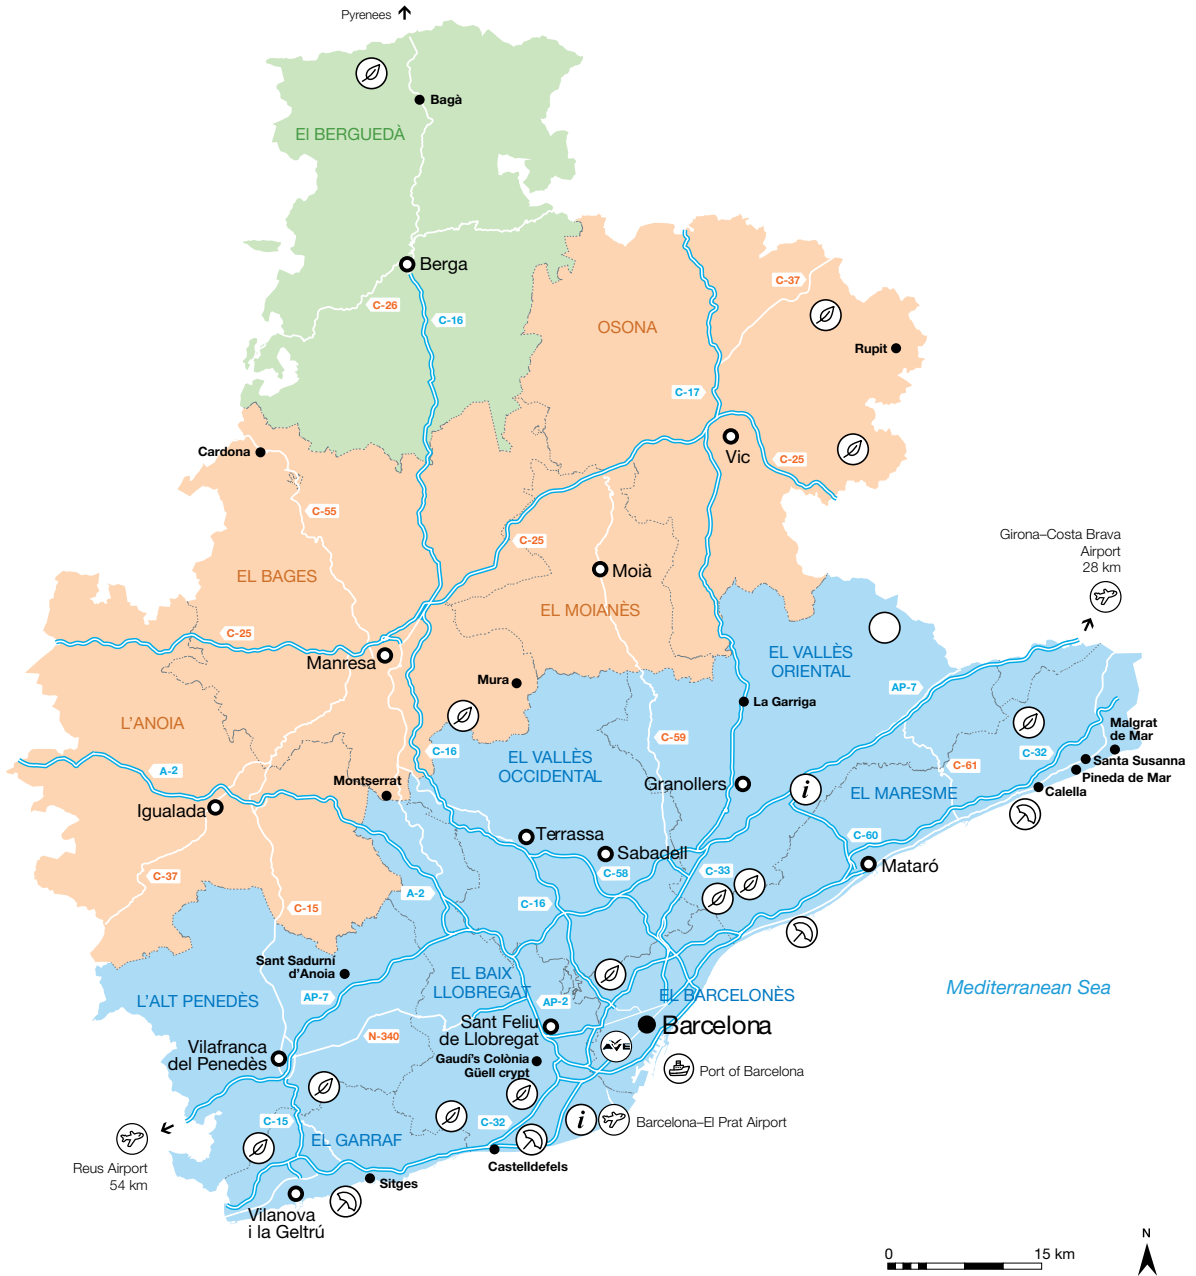 Pyrenees
Bagà
El BERGUEDÀ
Berga
C-26
C-16
C-37
OSONA
Rupit
C-17
Vic
C-25
Cardona
C-55
C-25
Girona–Costa Brava
Airport
28 km
EL BAGES
Moià
EL MOIANÈS
C-25
Manresa
EL VALLÈS
ORIENTAL
Mura
AP-7
La Garriga
L'ANOIA
C-59
C-16
EL VALLÈS
OCCIDENTAL
Malgrat
de Mar
C-32
Santa Susanna
C-61
Pineda de Mar
A-2
Montserrat
Granollers
i
EL MARESME
Calella
Igualada
Terrassa
C-60
Sabadell
C-58
C-33
Mataró
C-37
A-2
C-16
C-15
Sant Sadurní
d'Anoia
EL BAIX
LLOBREGAT
L'ALT PENEDÈS
AP-7
AP-2
EL BARCELONÈS
Mediterranean Sea
Sant Feliu
de Llobregat
Barcelona
N-340
AVE
Vilafranca
del Penedès
Gaudí's Colònia
Güell crypt
Port of Barcelona
C-15
C-32
i
Barcelona–El Prat Airport
EL GARRAF
Reus Airport
54 km
Castelldefels
Sitges
Vilanova
i la Geltrú
N
0
15 km